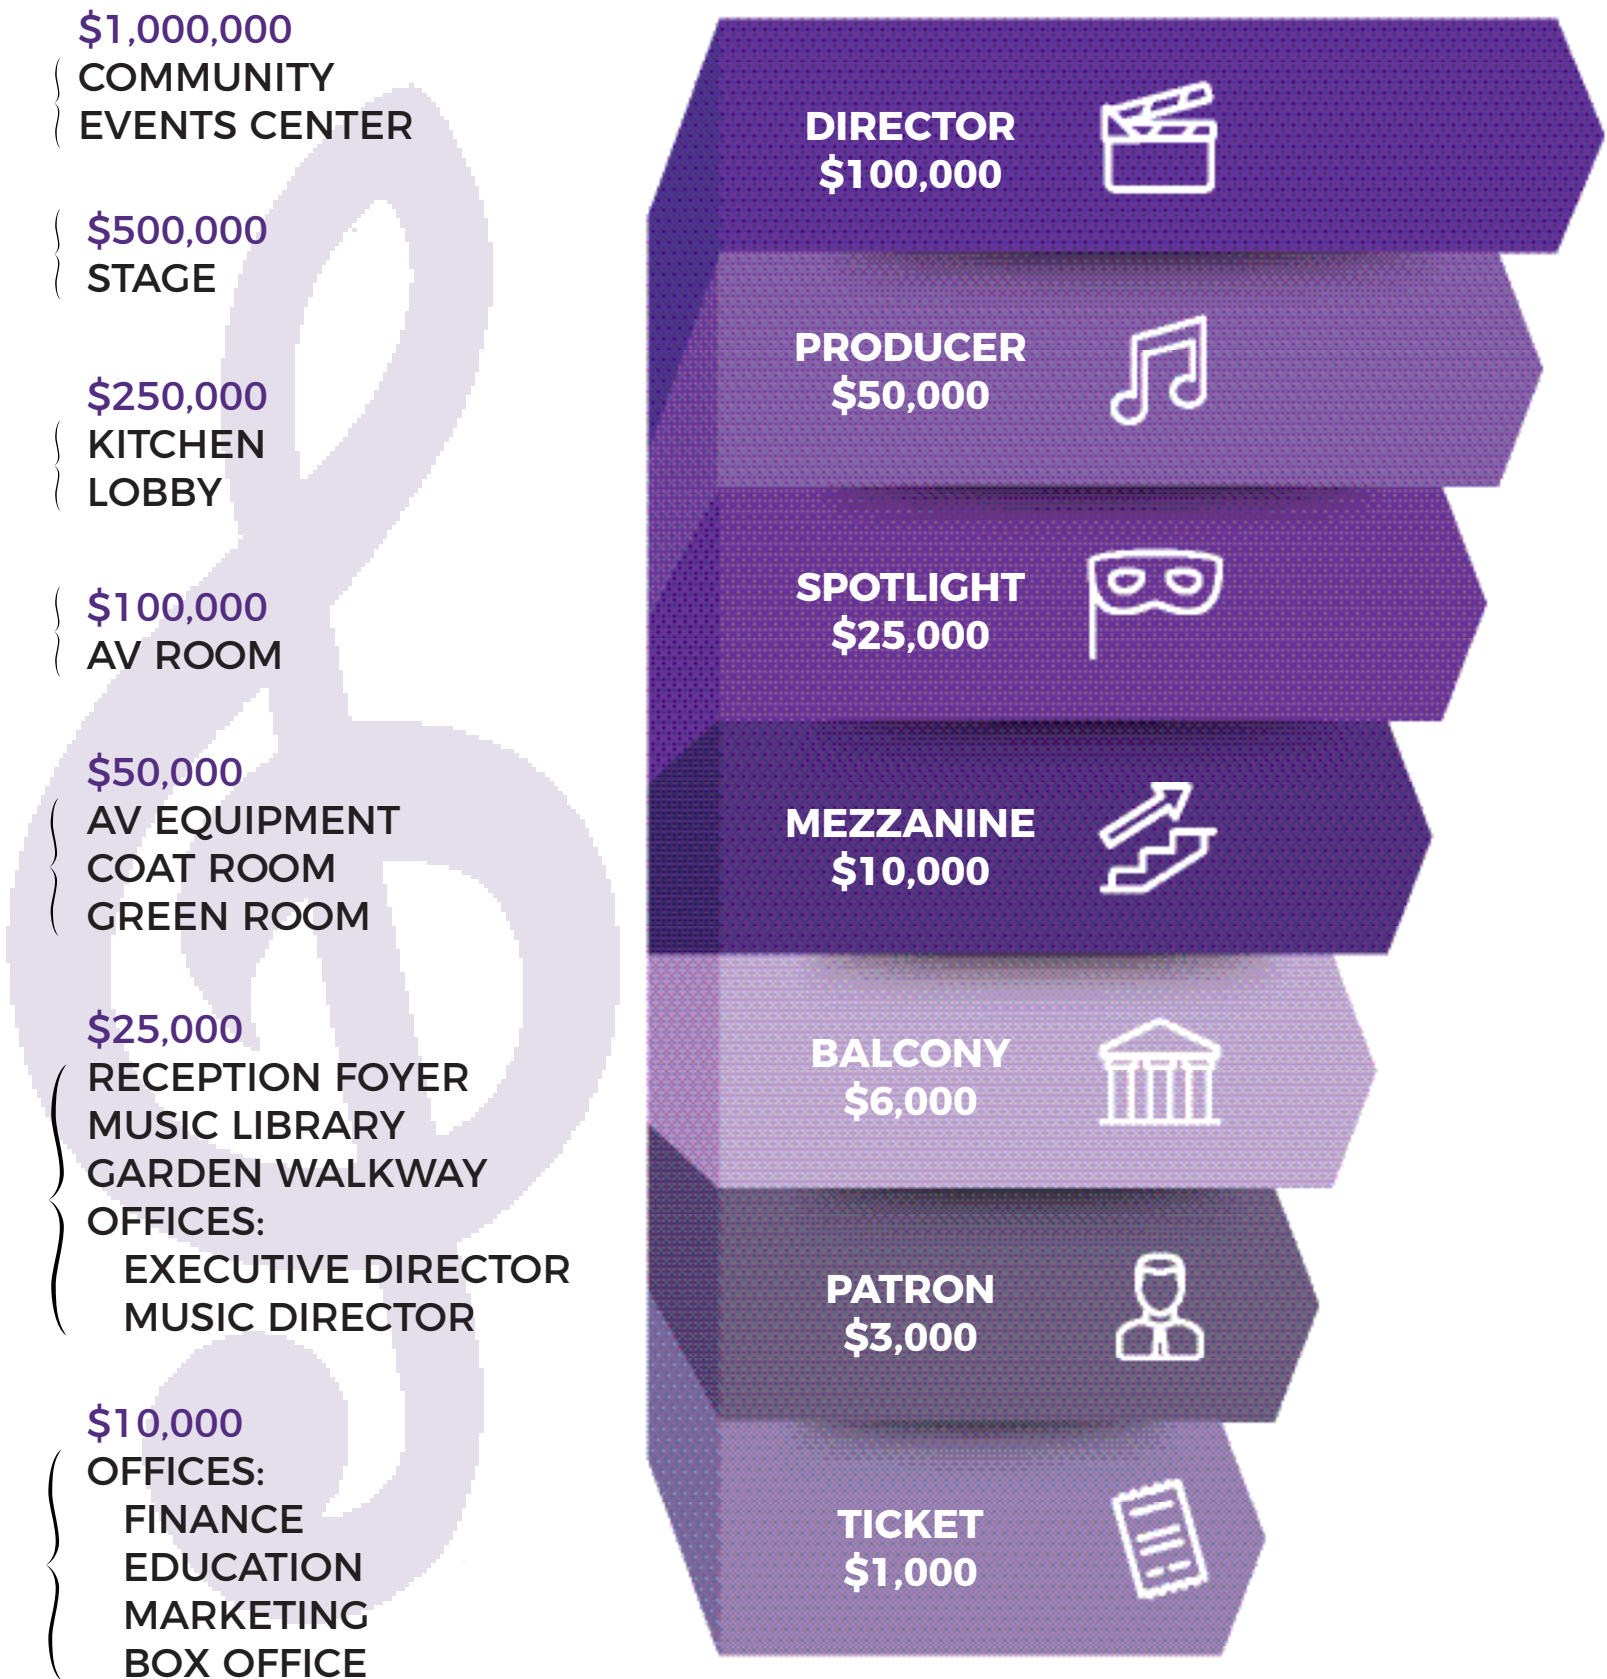 $1,000,000
COMMUNITY
EVENTS CENTER
$500,000
STAGE
$250,000
KITCHEN
LOBBY
$100,000
AV ROOM
$50,000
AV EQUIPMENT
COAT ROOM
GREEN ROOM
$25,000
RECEPTION FOYER
MUSIC LIBRARY
GARDEN WALKWAY
OFFICES:
EXECUTIVE DIRECTOR
MUSIC DIRECTOR
$10,000
OFFICES:
FINANCE
EDUCATION
MARKETING
BOX OFFICE
DIRECTOR
$100,000
PRODUCER
$50,000
SPOTLIGHT
$25,000
MEZZANINE
$10,000
BALCONY
$6,000
PATRON
$3,000
TICKET
$1,000